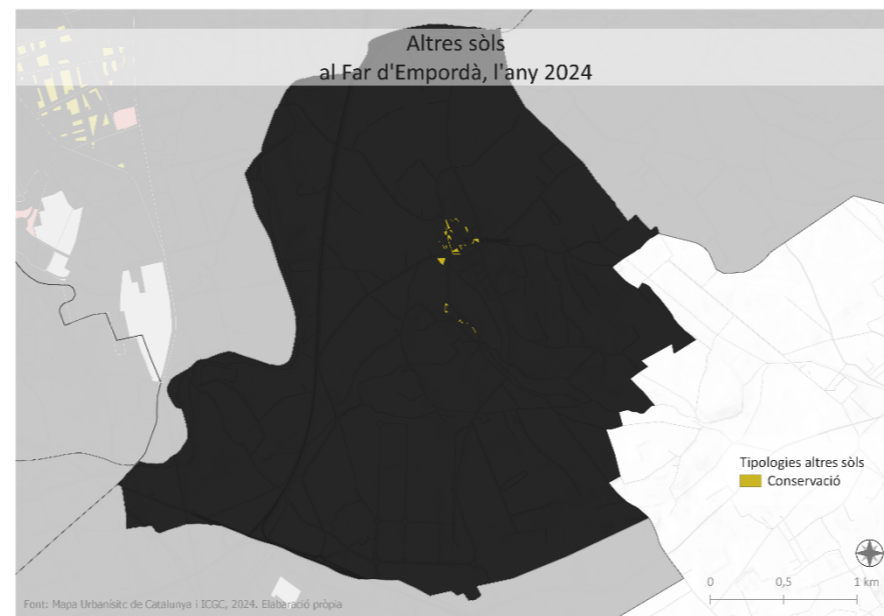 Altres sòls
al Far d'Empordà, l'any 2024
Tipologies altres sòls
Conservació
0 0,5 1 km
Font: Mapa Urbanísitc de Catalunya i ICGC, 2024. Elaboració pròpia